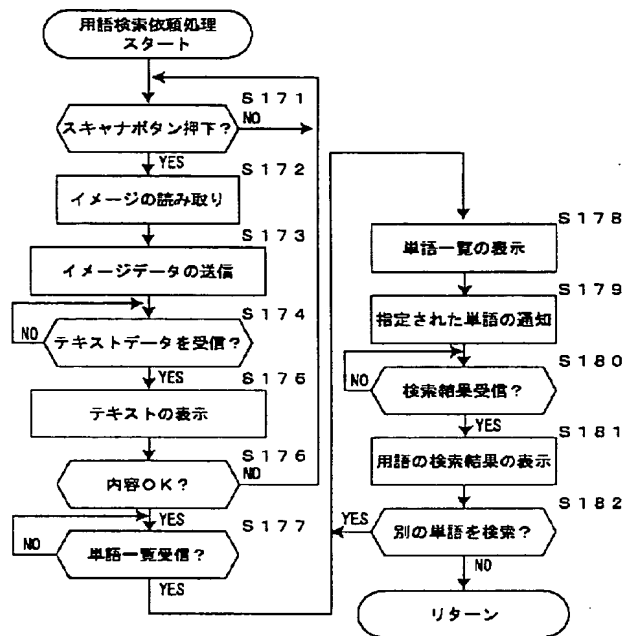 用語検索依頼処理
スタート
S171
スキャナボタン押下?
NO
YES
S172
イメージの読み取り
S173
イメージデータの送信
S174
NO
テキストデータを受信?
YES
S175
テキストの表示
S176
内容OK?
NO
YES
S177
NO
単語一覧受信?
YES
S178
単語一覧の表示
S179
指定された単語の通知
S180
NO
検索結果受信?
YES
S181
用語の検索結果の表示
S182
YES
別の単語を検索?
NO
リターン